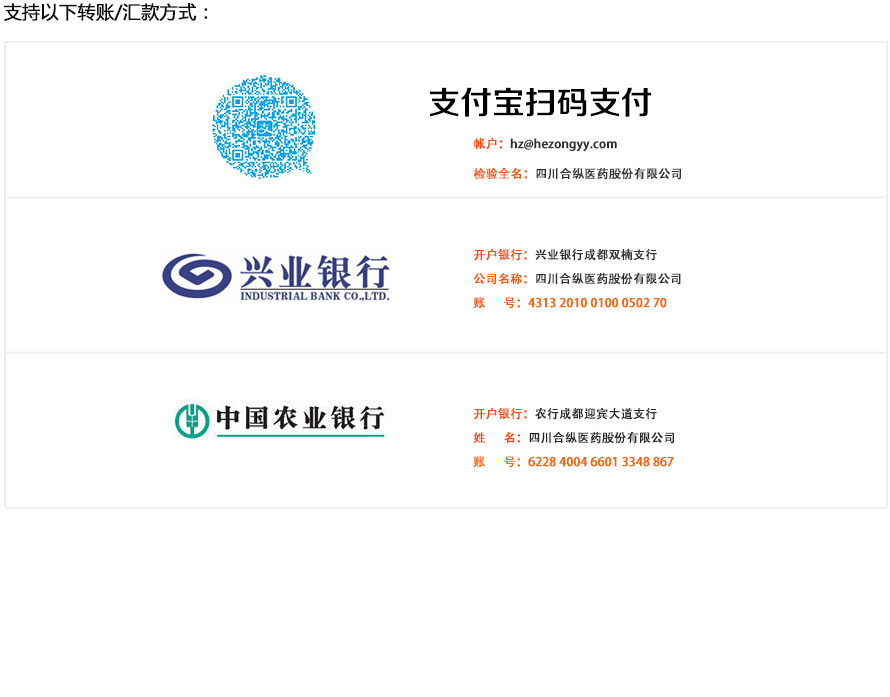 支持以下转账/汇款方式：
支付宝扫码支付
帐户：hz@hezongyy.com
检验全名：四川合纵医药股份有限公司
兴业银行
INDUSTRIAL BANK CO.,LTD.
开户银行：兴业银行成都双楠支行
公司名称：四川合纵医药股份有限公司
账 号：4313 2010 0100 0502 70
中国农业银行
开户银行：农行成都迎宾大道支行
姓 名：四川合纵医药股份有限公司
账 号：6228 4004 6601 3348 867